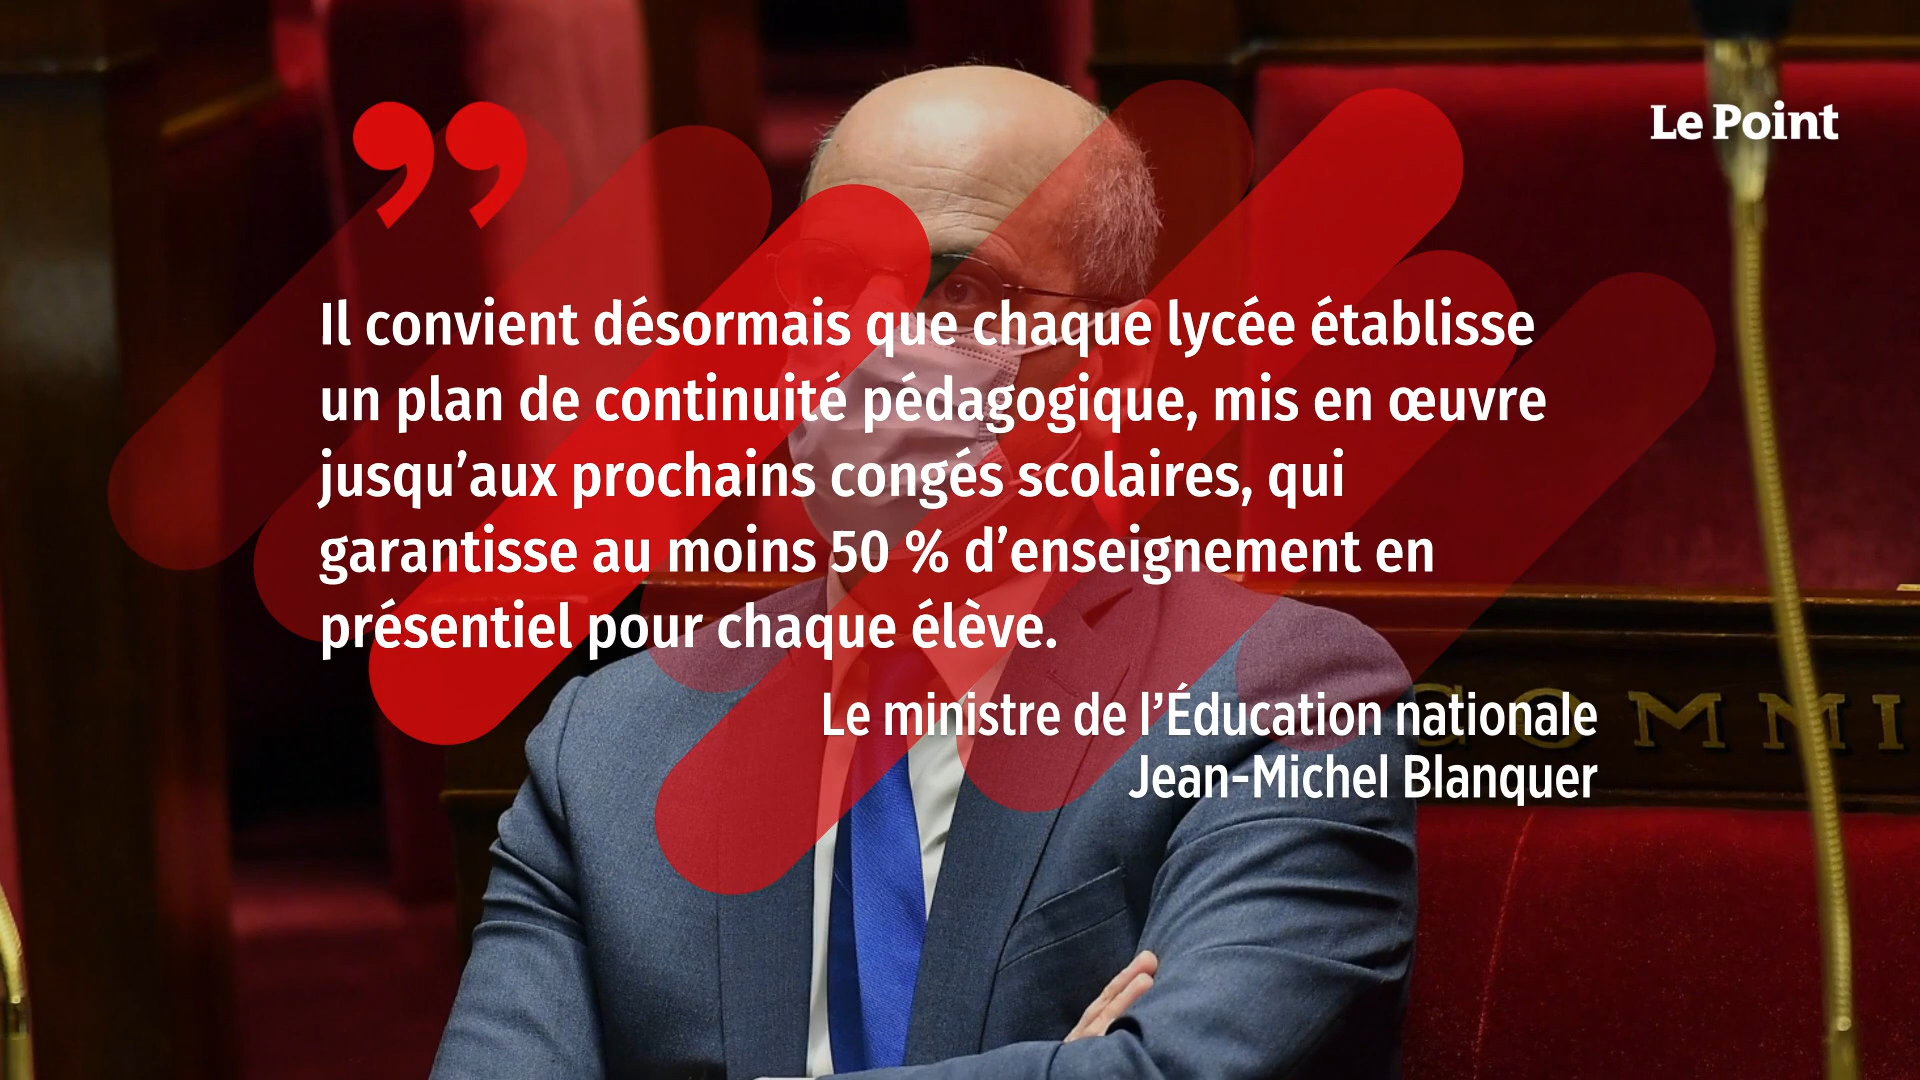 ”
Le Point
Il convient désormais que chaque lycée établisse
un plan de continuité pédagogique, mis en œuvre
jusqu’aux prochains congés scolaires, qui
garantisse au moins 50 % d’enseignement en
présentiel pour chaque élève.
Le ministre de l’Éducation nationale
Jean-Michel Blanquer
COMMI